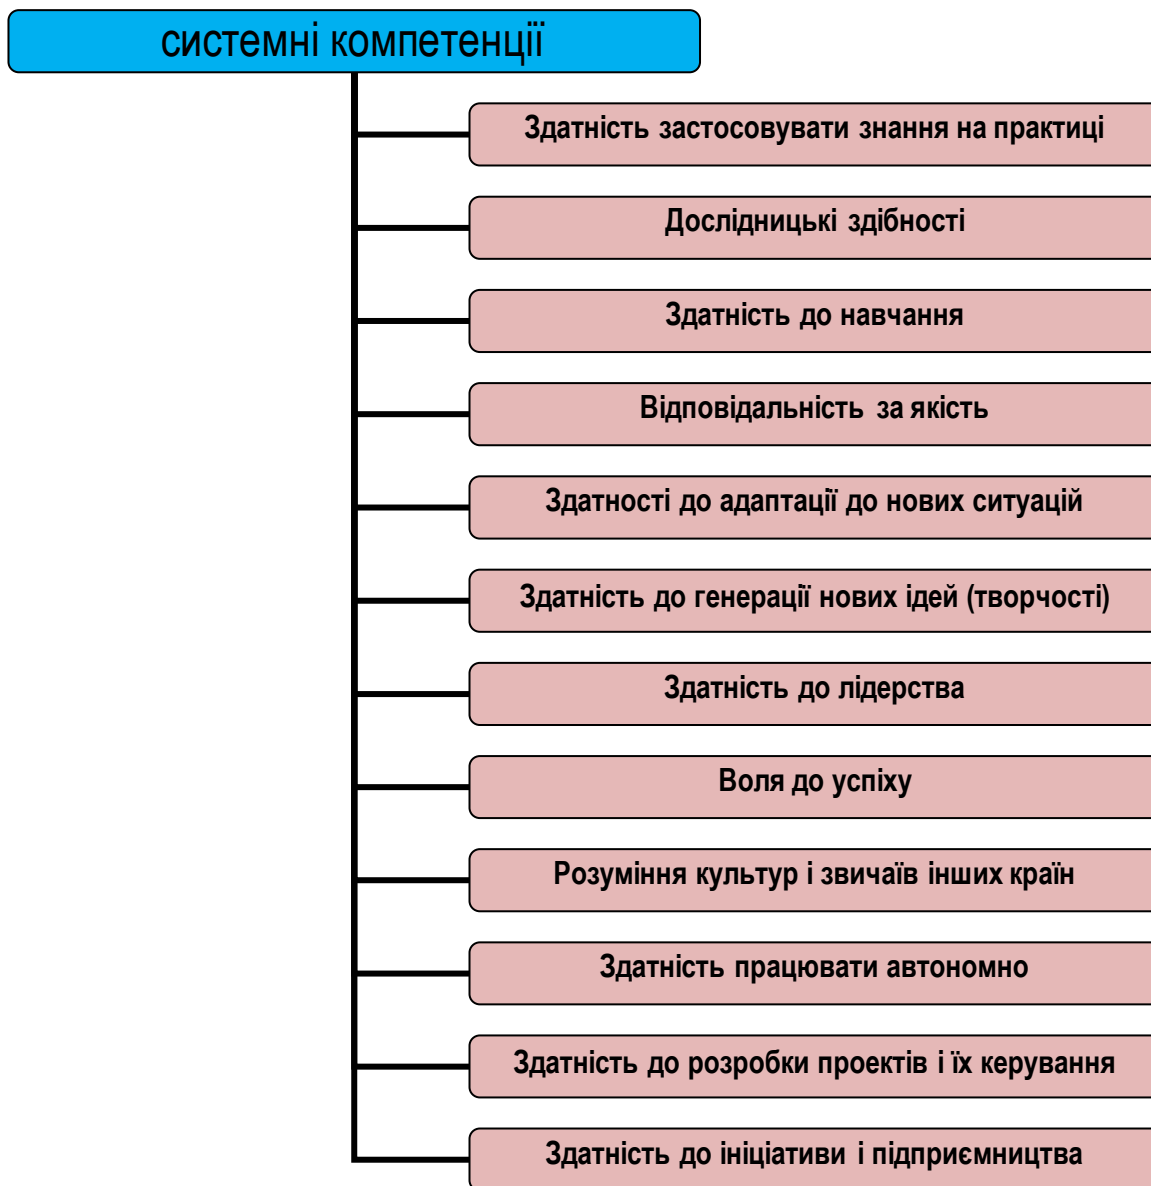 системні компетенції
Здатність застосовувати знання на практиці
Дослідницькі здібності
Здатність до навчання
Відповідальність за якість
Здатності до адаптації до нових ситуацій
Здатність до генерації нових ідей (творчості)
Здатність до лідерства
Воля до успіху
Розуміння культур і звичаїв інших країн
Здатність працювати автономно
Здатність до розробки проектів і їх керування
Здатність до ініціативи і підприємництва